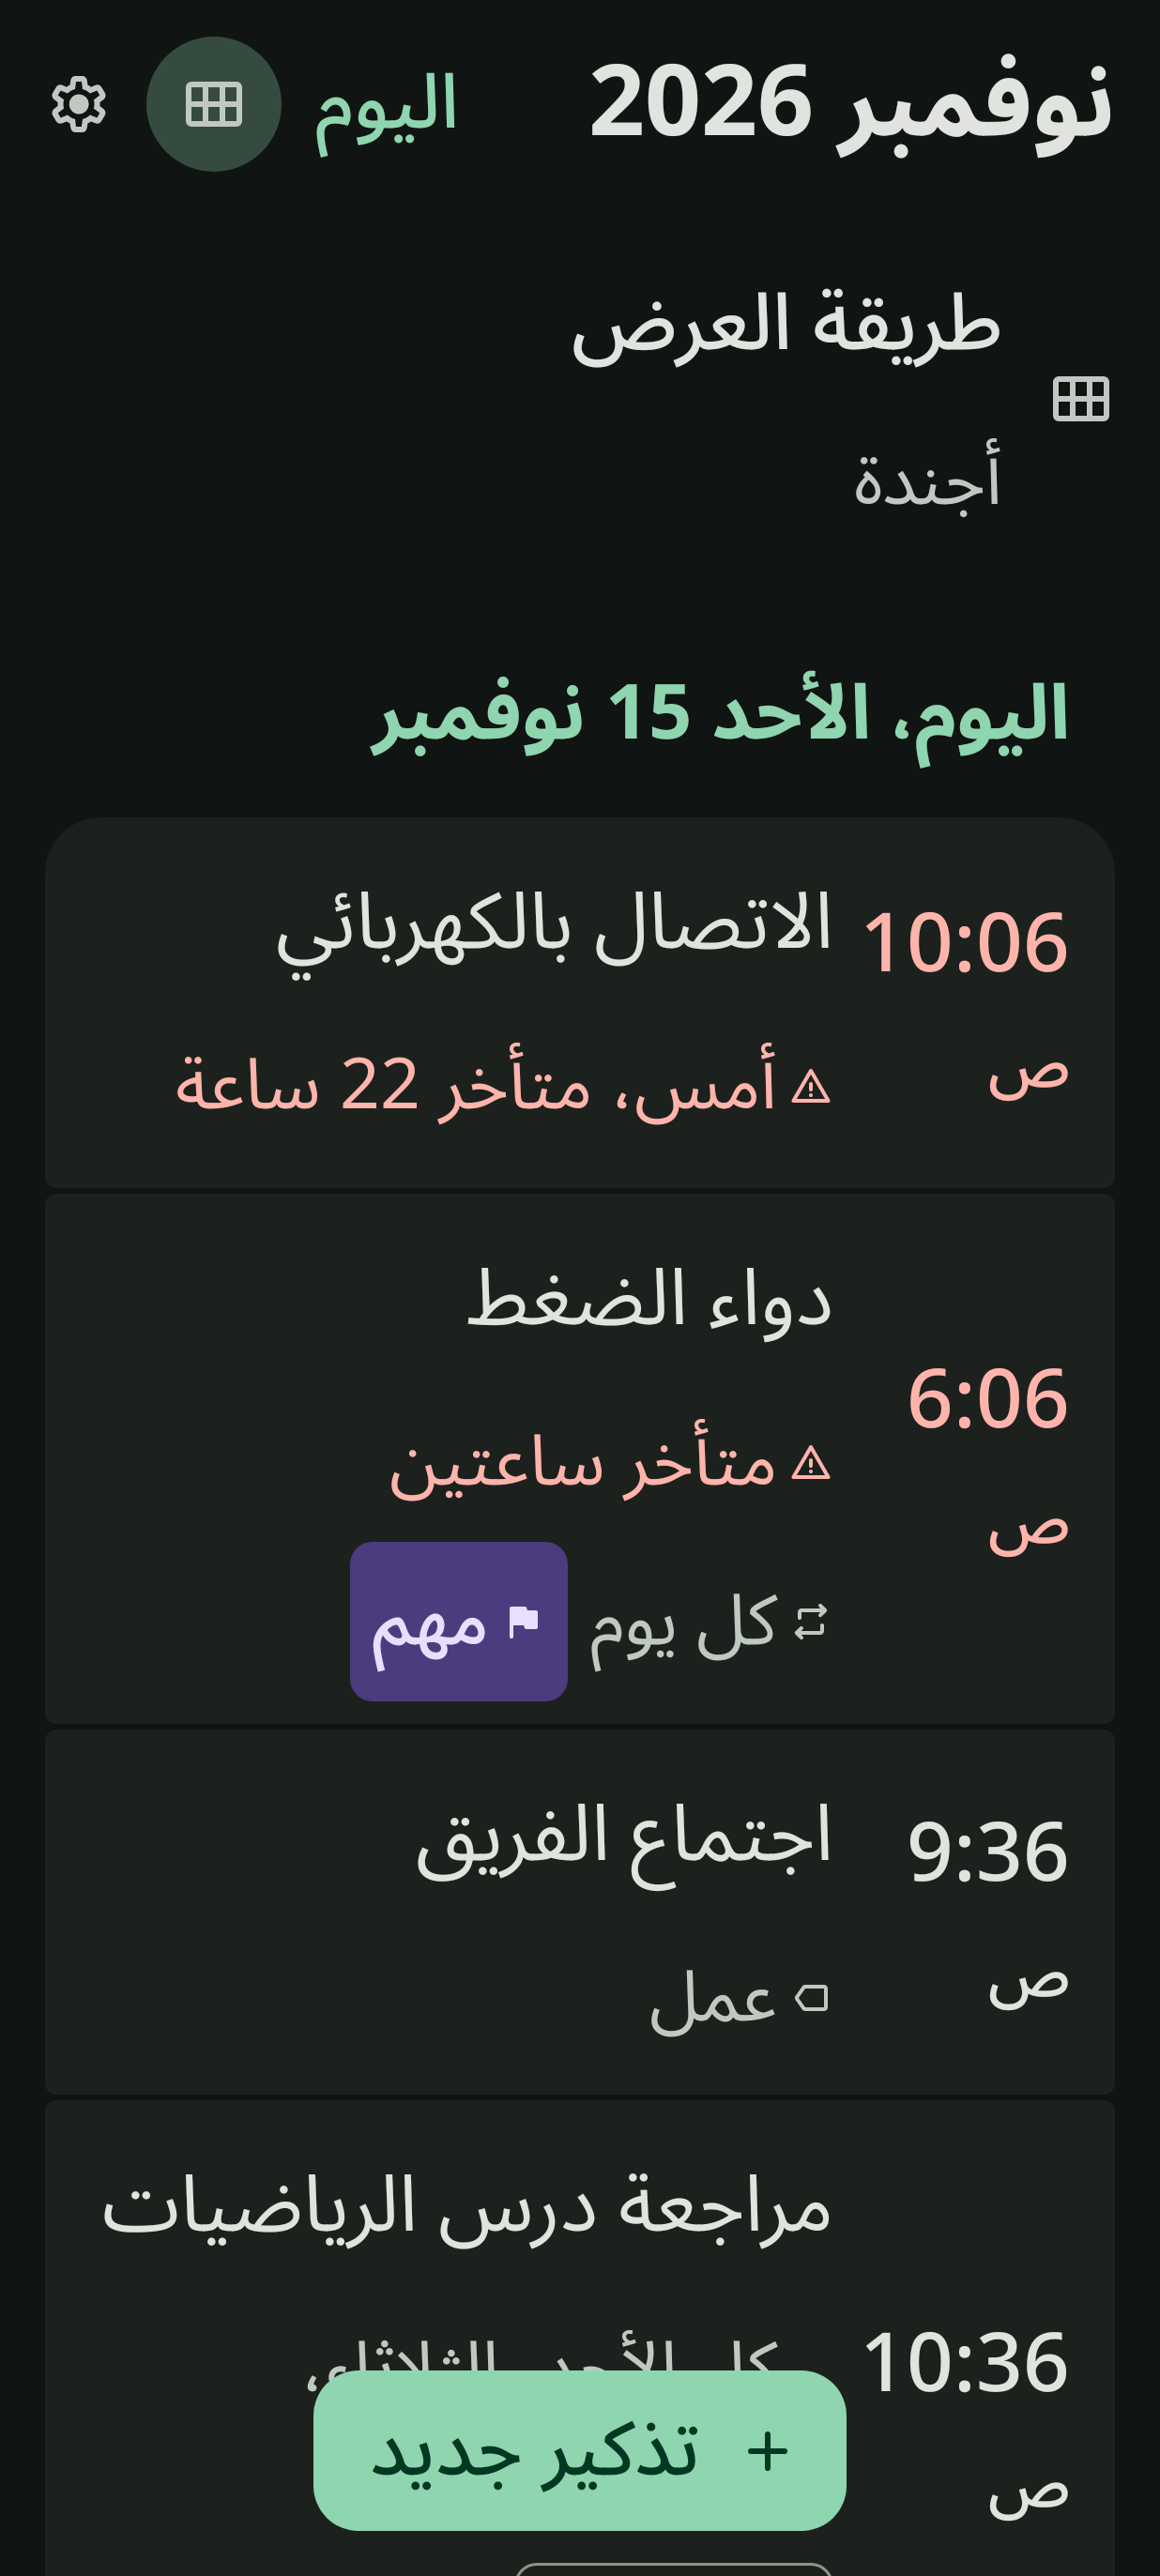 نوفمبر 2026
اليوم
طريقة العرض
أجندة
اليوم، الأحد 15 نوفمبر
10:06 ص
الاتصال بالكهربائي
أمس، متأخر 22 ساعة
6:06 ص
دواء الضغط
متأخر ساعتين
كل يوم
مهم
9:36 ص
اجتماع الفريق
عمل
10:36 ص
مراجعة درس الرياضيات
تذكير جديد